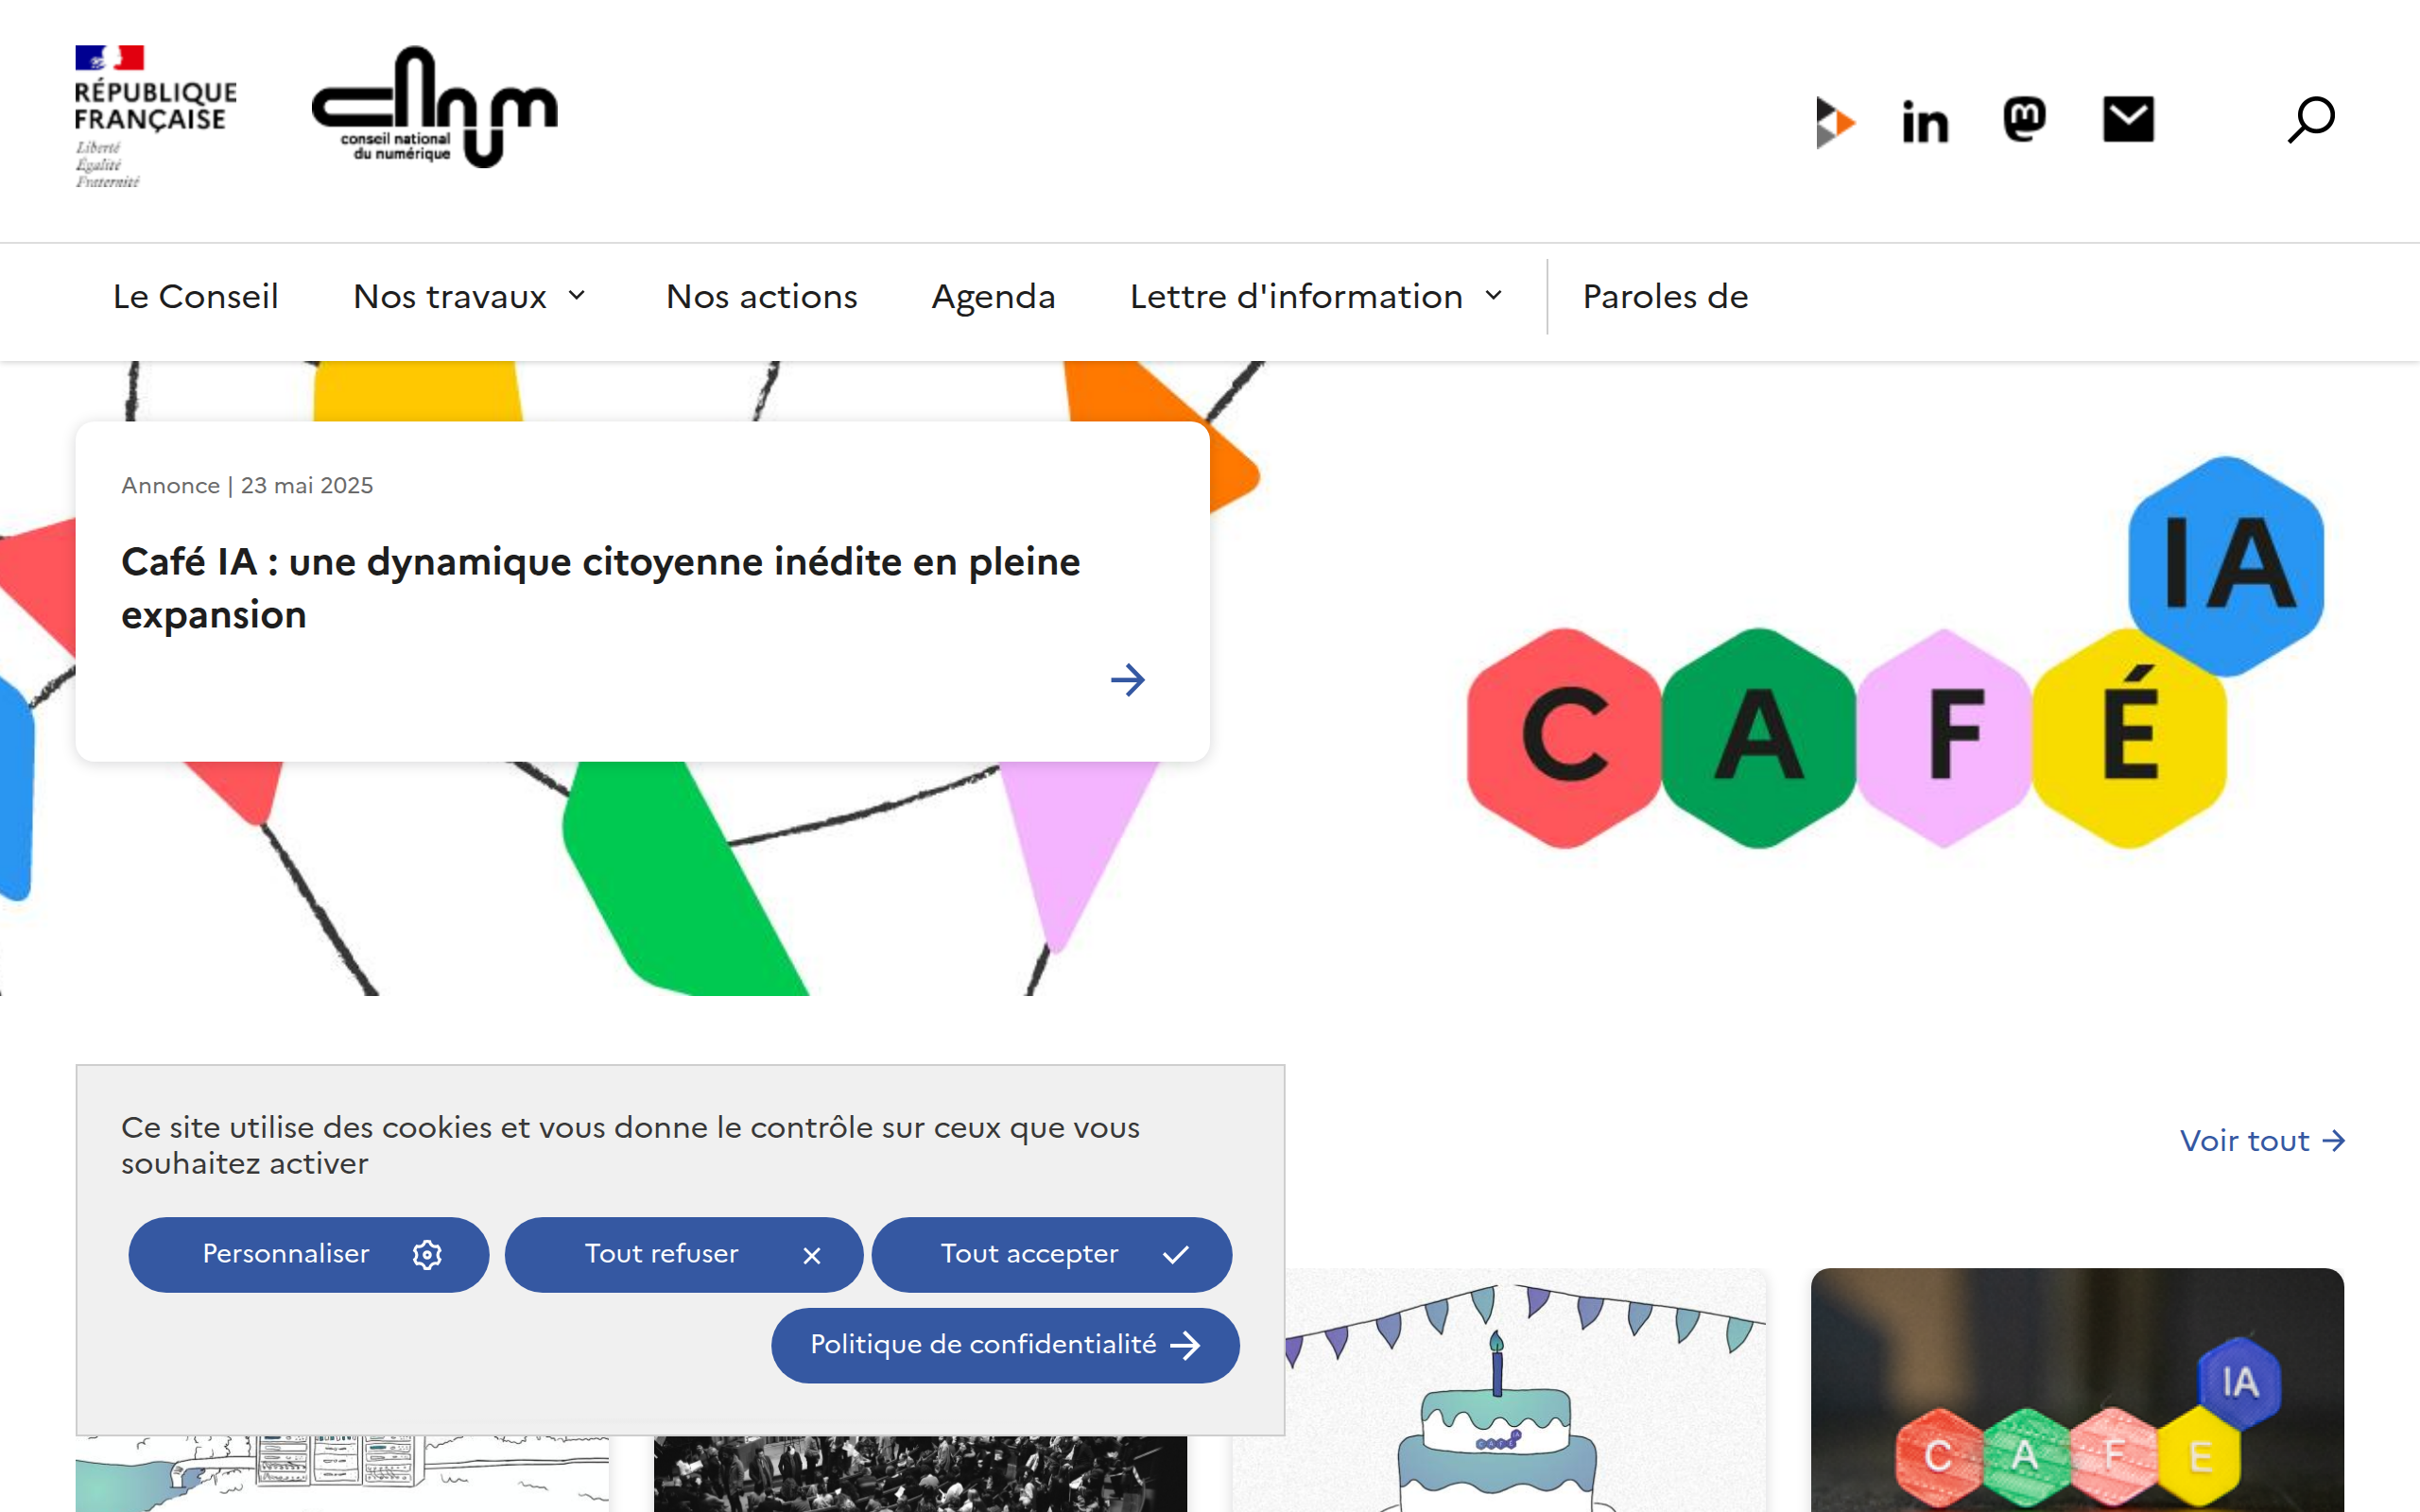 RÉPUBLIQUE
FRANÇAISE
Liberté
Égalité
Fraternité
cnnum
conseil national
du numérique
in
m
Le Conseil
Nos travaux
Nos actions
Agenda
Lettre d'information
Paroles de
Annonce | 23 mai 2025
Café IA : une dynamique citoyenne inédite en pleine
expansion
IA
CAFÉ
Ce site utilise des cookies et vous donne le contrôle sur ceux que vous
souhaitez activer
Voir tout
Personnaliser
Tout refuser
Tout accepter
Politique de confidentialité
IA
CAFE
IA
CAFE